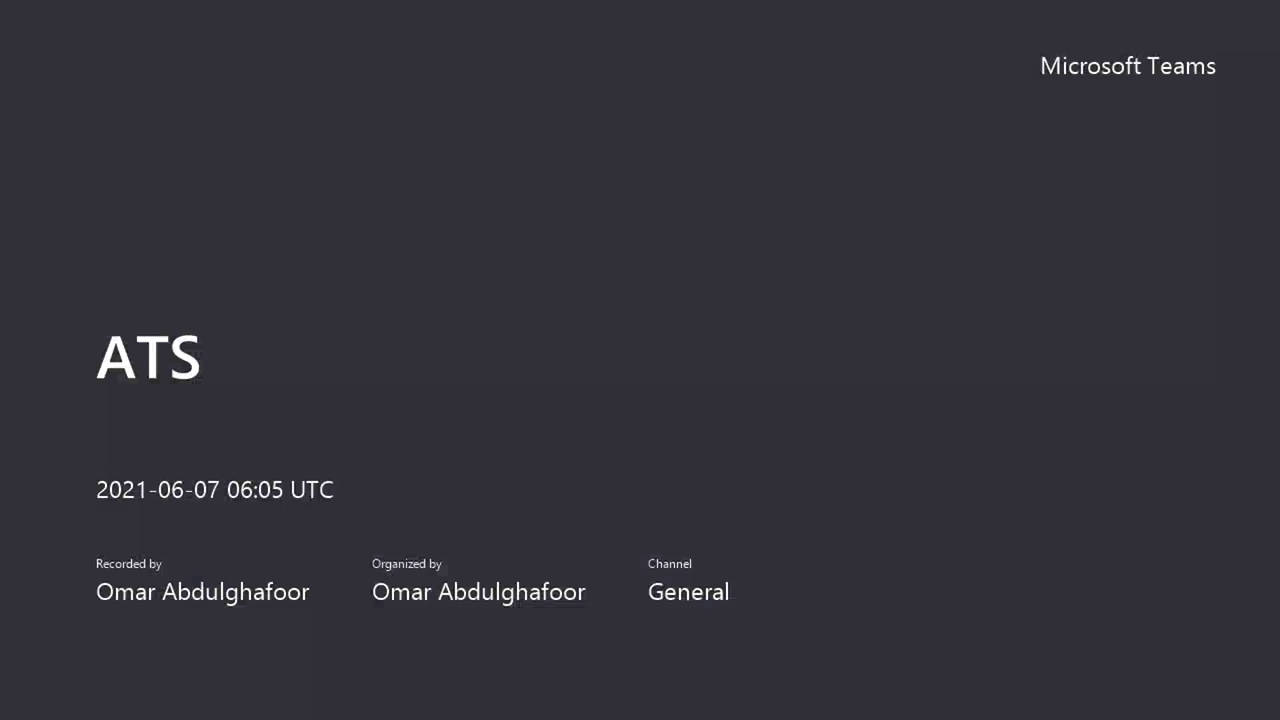 Microsoft Teams
ATS
2021-06-07 06:05 UTC
Recorded by
Omar Abdulghafoor
Organized by
Omar Abdulghafoor
Channel
General